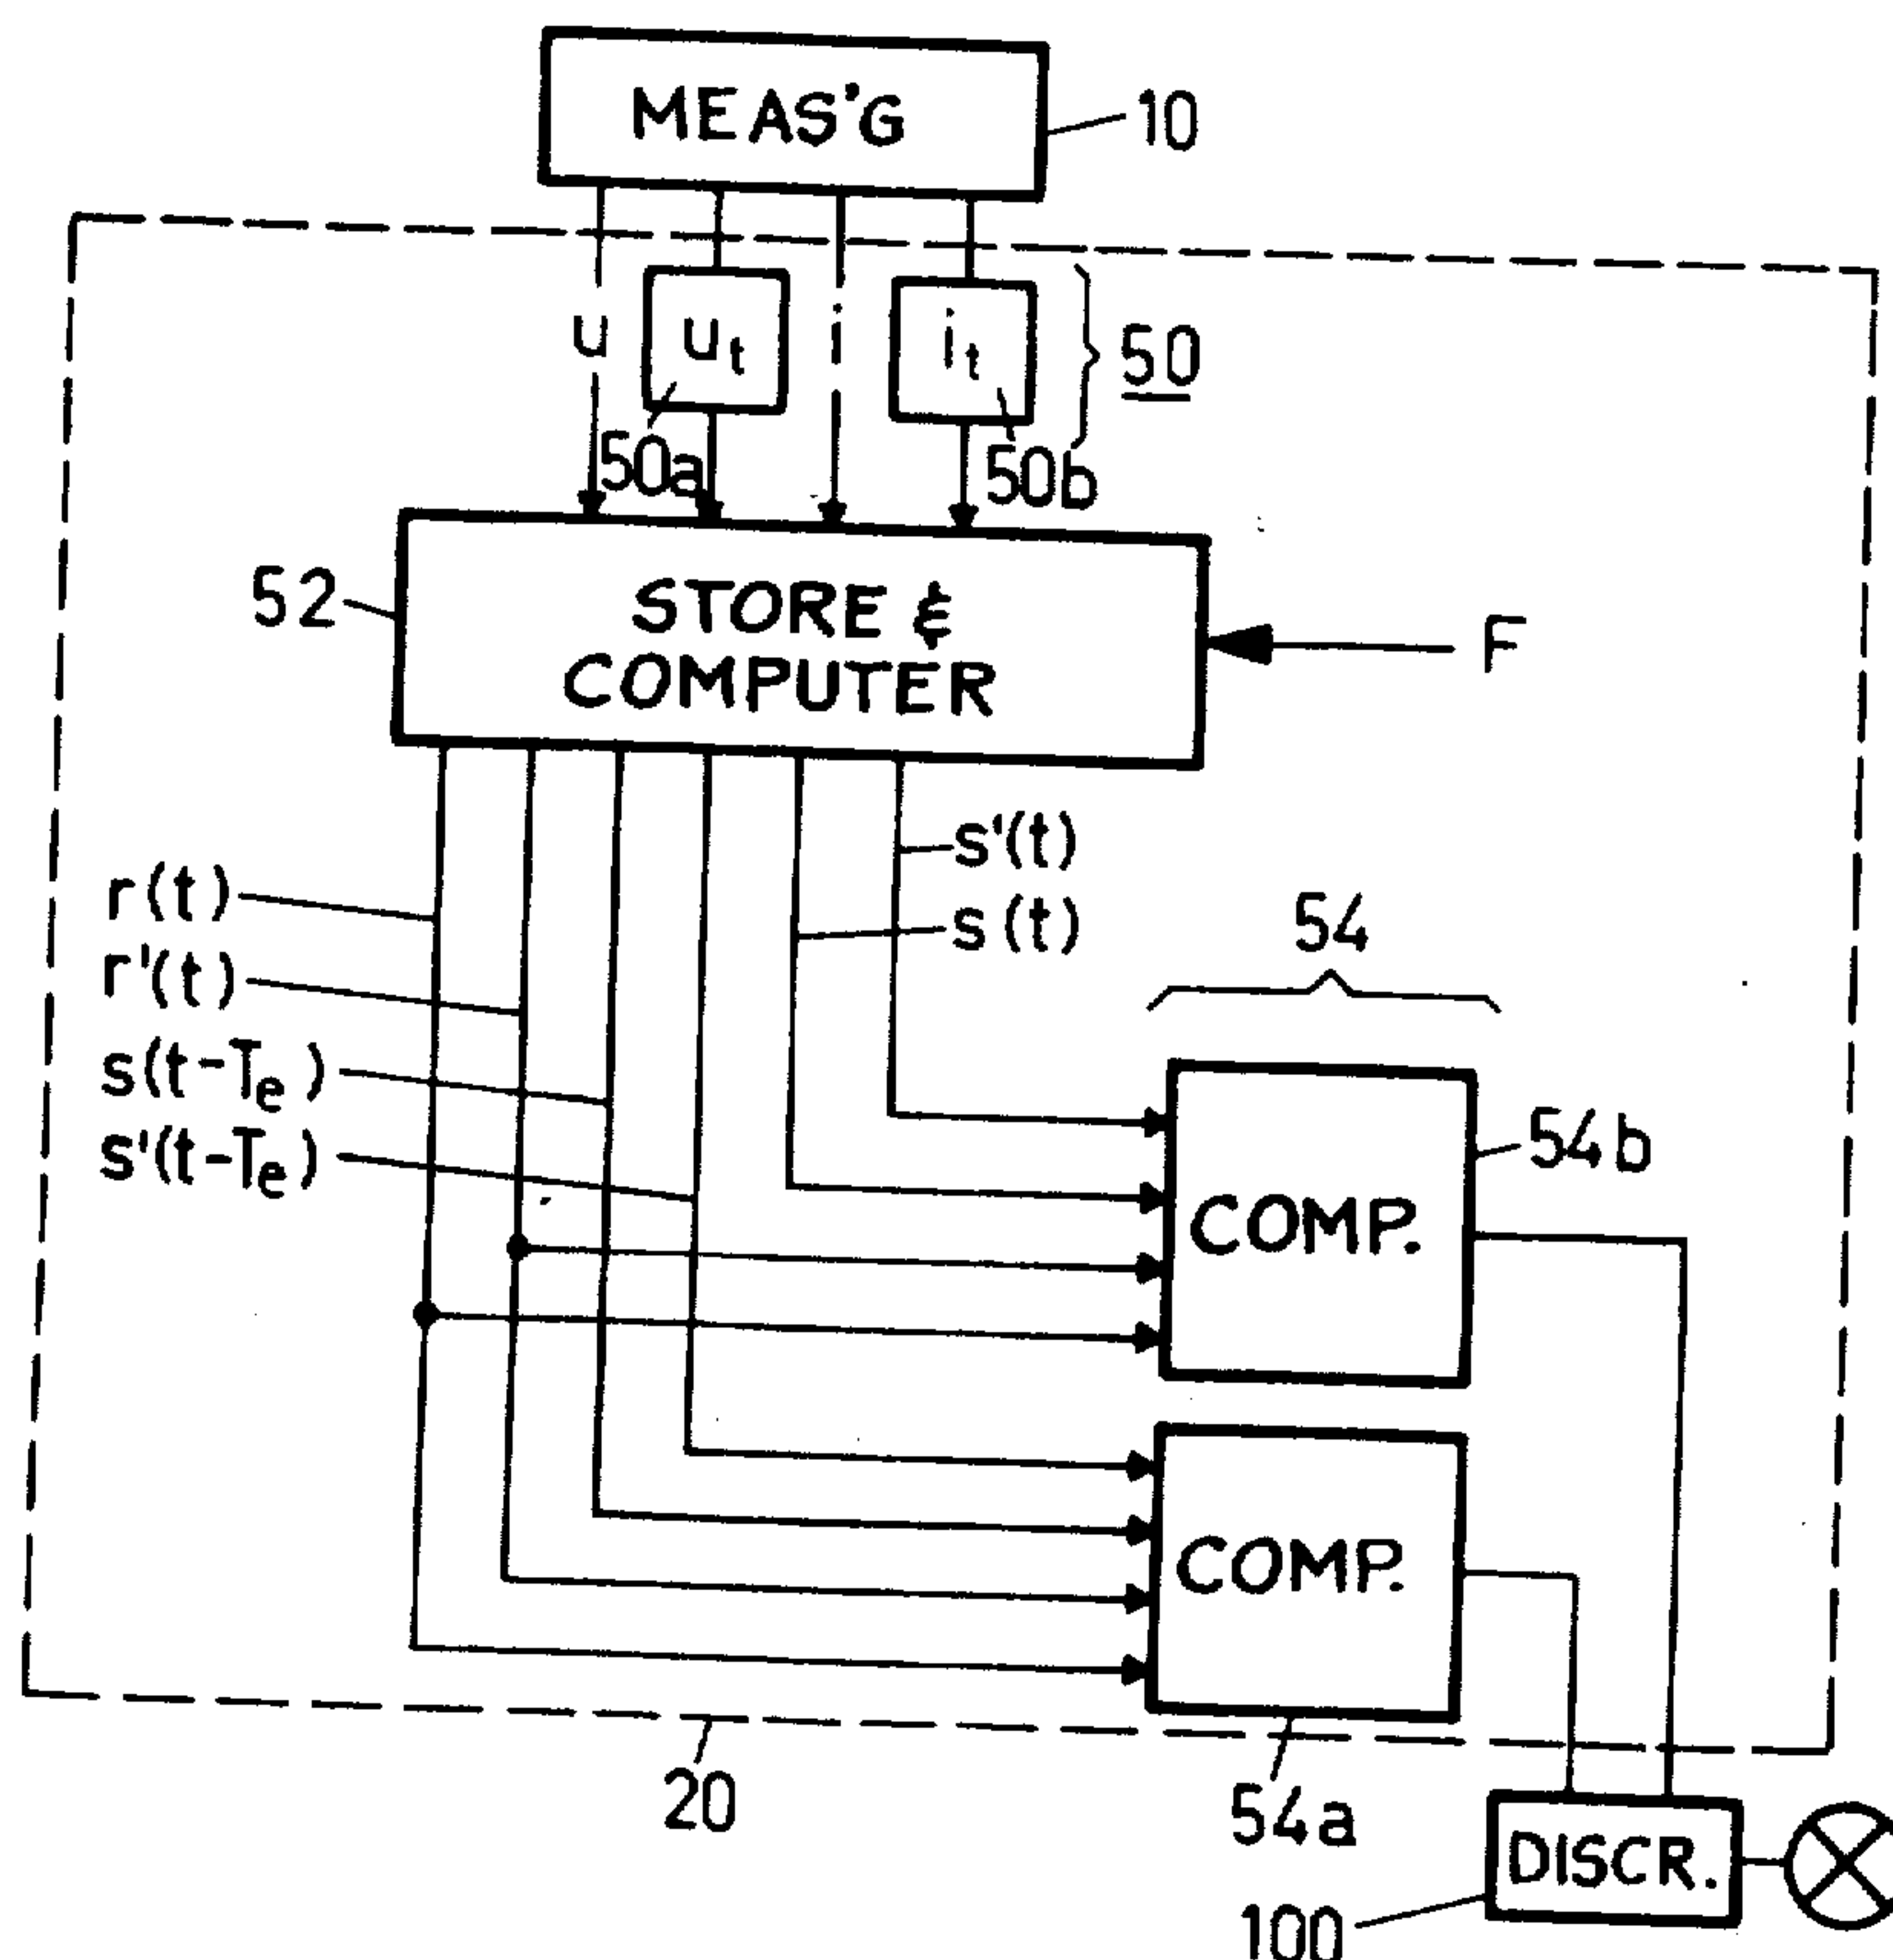 MEAS'G
10
u
u_t
i
i_t
50
50a
50b
52
STORE &
COMPUTER
F
s'(t)
s(t)
r(t)
r'(t)
s(t-T_e)
s'(t-T_e)
54
54b
COMP.
COMP.
20
54a
DISCR.
100